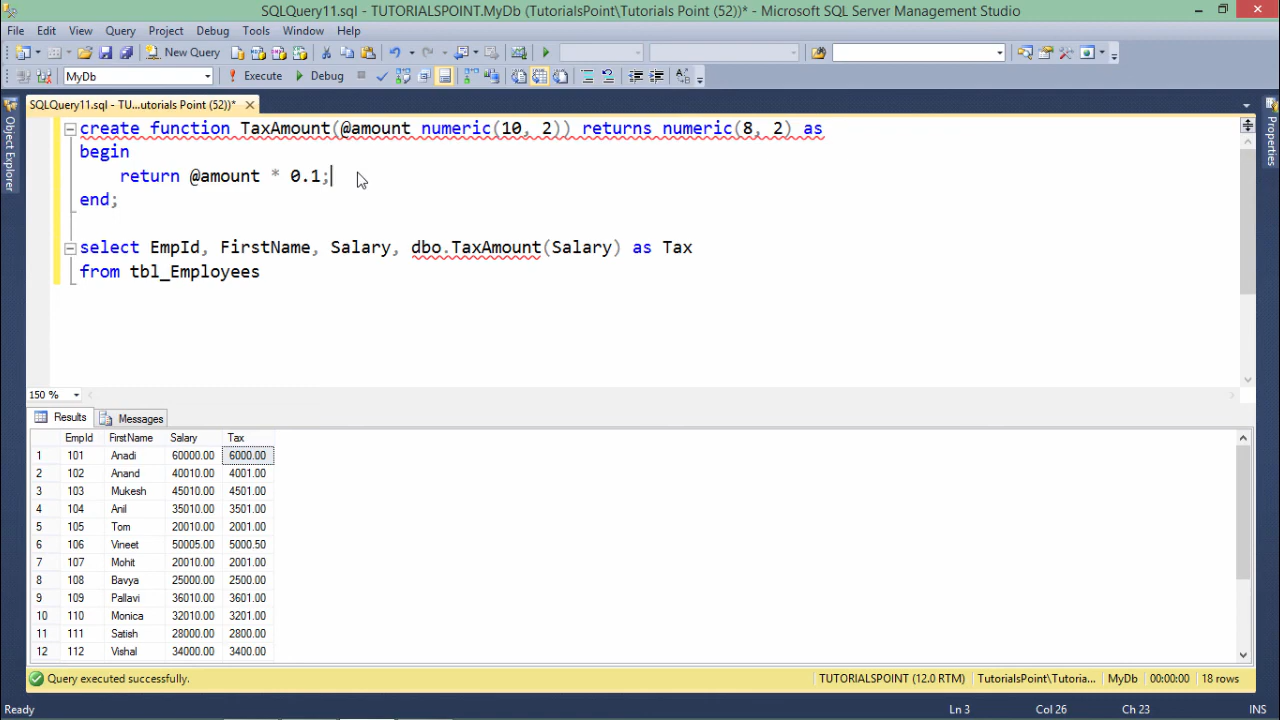 SQLQuery11.sql - TUTORIALSPOINT.MyDb (TutorialsPoint\Tutorials Point (52))* - Microsoft SQL Server Management Studio
File Edit View Query Project Debug Tools Window Help
New Query
MyDb Execute Debug
SQLQuery11.sql - TU...utorials Point (52))*
Object Explorer
Properties
create function TaxAmount(@amount numeric(10, 2)) returns numeric(8, 2) as
begin
return @amount * 0.1;
end;
select EmpId, FirstName, Salary, dbo.TaxAmount(Salary) as Tax
from tbl_Employees
150 %
Results Messages
EmpId FirstName Salary Tax
1 101 Anadi 60000.00 6000.00
2 102 Anand 40010.00 4001.00
3 103 Mukesh 45010.00 4501.00
4 104 Anil 35010.00 3501.00
5 105 Tom 20010.00 2001.00
6 106 Vineet 50005.00 5000.50
7 107 Mohit 20010.00 2001.00
8 108 Bavya 25000.00 2500.00
9 109 Pallavi 36010.00 3601.00
10 110 Monica 32010.00 3201.00
11 111 Satish 28000.00 2800.00
12 112 Vishal 34000.00 3400.00
Query executed successfully. TUTORIALSPOINT (12.0 RTM) TutorialsPoint\Tutoria... MyDb 00:00:00 18 rows
Ready Ln 3 Col 26 Ch 23 INS